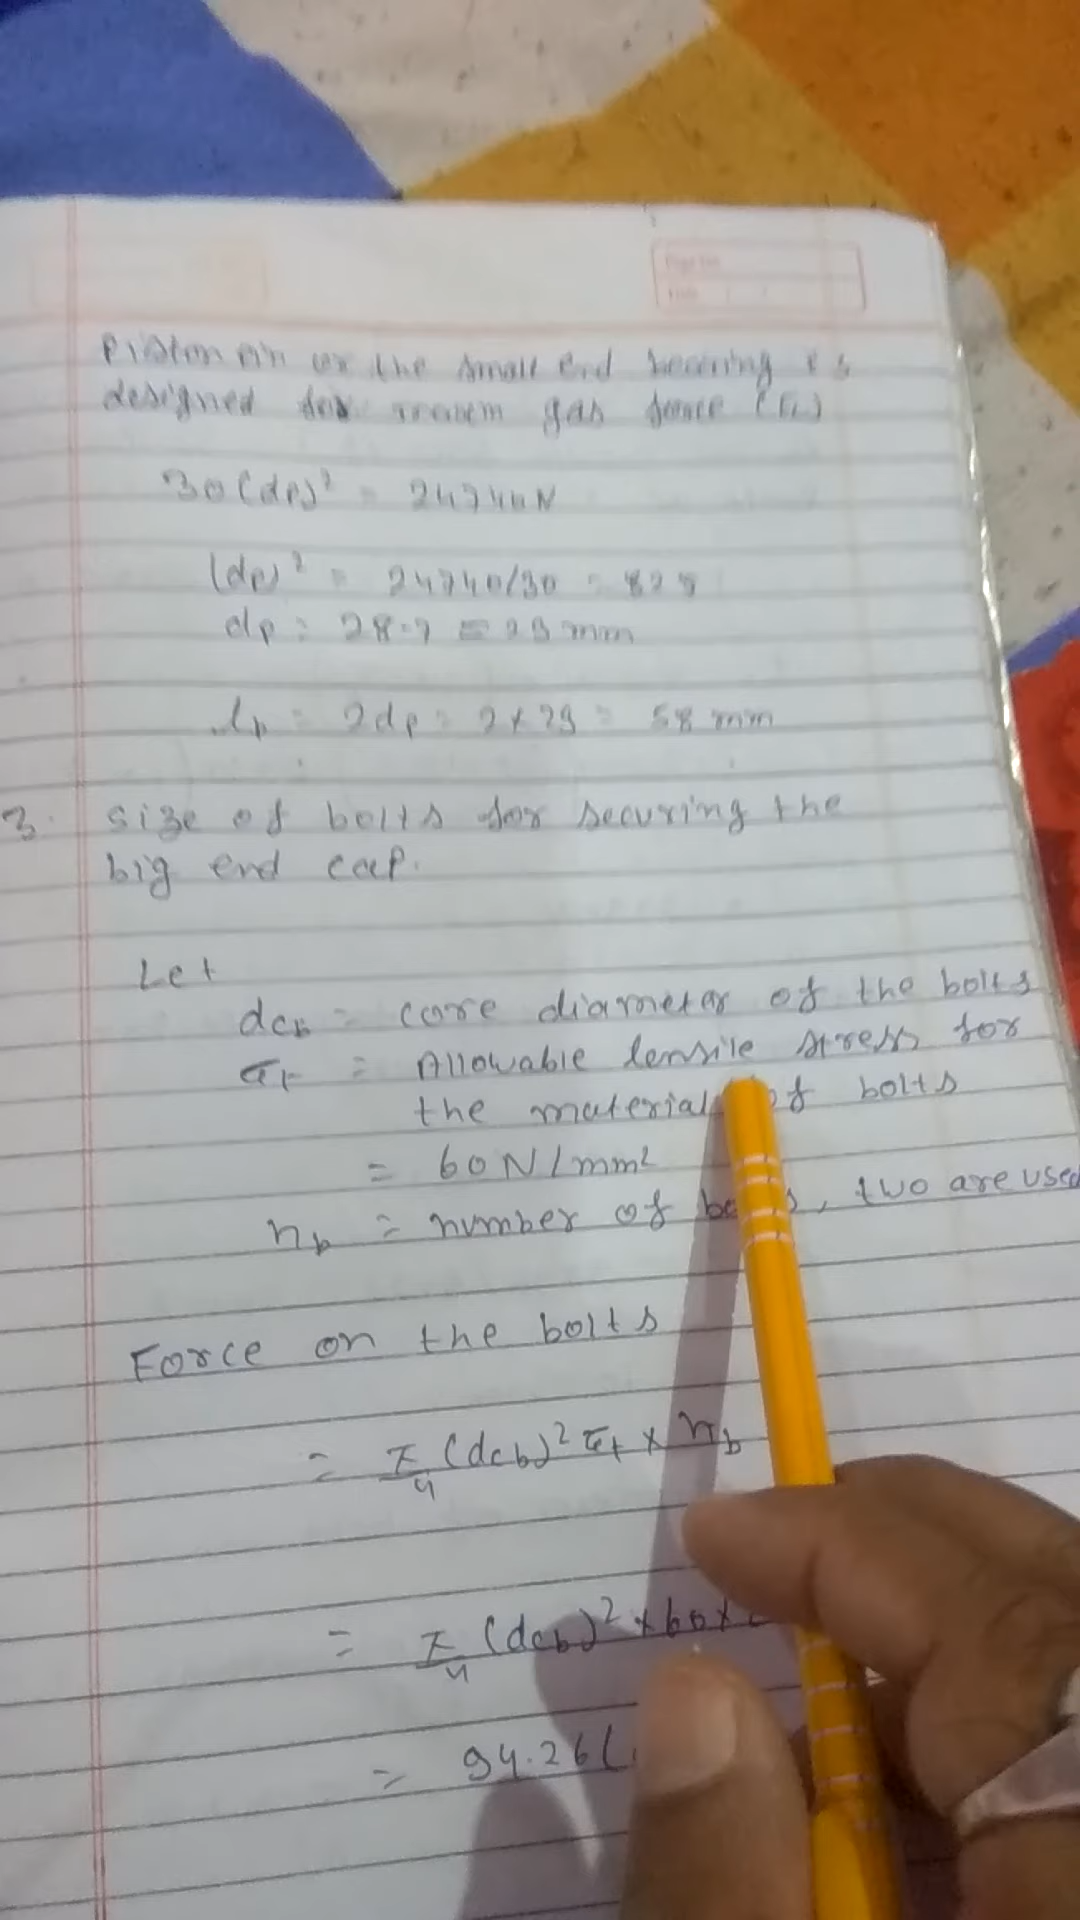 Piston pin or the small end bearing is
designed for maxm gas force (FL)
30(dp)² = 24740N
(dp)² = 24740/30 = 825
dp = 28.7 = 29 mm
lp = 2dp = 2×29 = 58 mm
3. size of bolts for securing the
big end cap.
Let
dcb = core diameter of the bolts
σt = Allowable tensile stress for
the material of bolts
= 60 N/mm²
nb = number of , two are used
Force on the bolts
= π/4 (dcb)² σt × nb
= π/4 (dcb)² × 60 ×
= 94.26 (